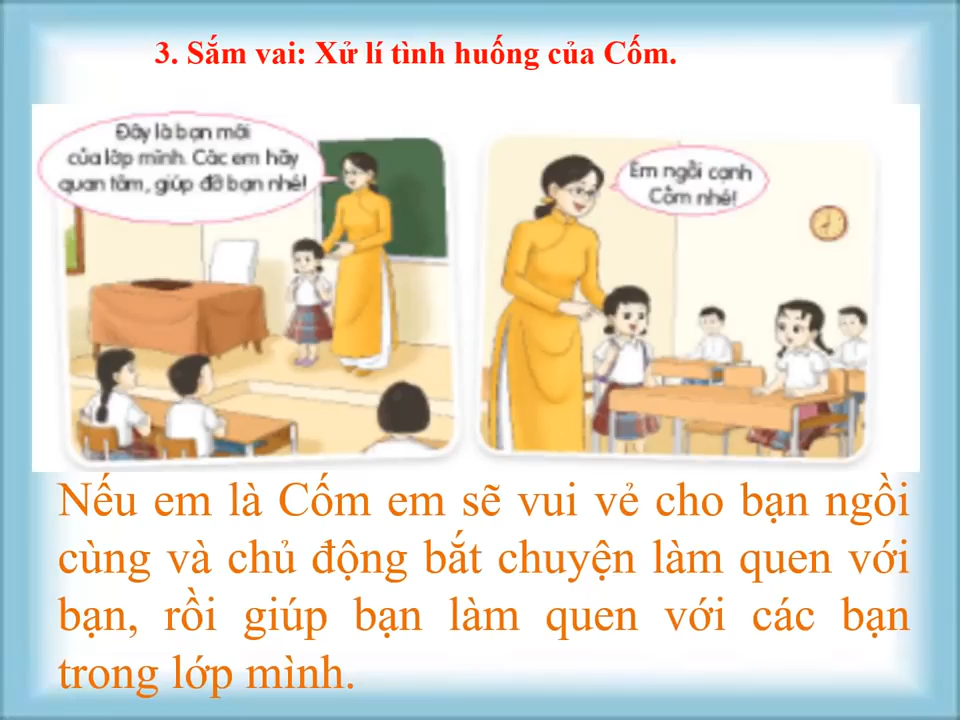 3. Sắm vai: Xử lí tình huống của Cốm.
Đây là bạn mới
của lớp mình. Các em hãy
quan tâm, giúp đỡ bạn nhé!
Em ngồi cạnh
Cốm nhé!
Nếu em là Cốm em sẽ vui vẻ cho bạn ngồi
cùng và chủ động bắt chuyện làm quen với
bạn, rồi giúp bạn làm quen với các bạn
trong lớp mình.